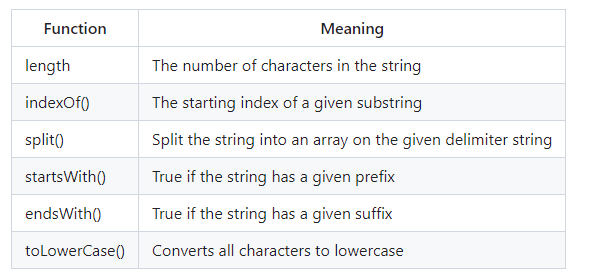 Function Meaning
length The number of characters in the string
indexOf() The starting index of a given substring
split() Split the string into an array on the given delimiter string
startsWith() True if the string has a given prefix
endsWith() True if the string has a given suffix
toLowerCase() Converts all characters to lowercase